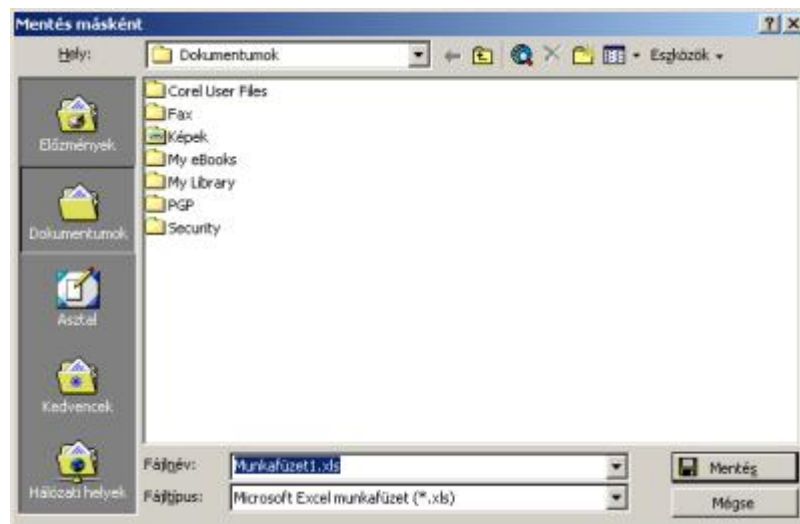 Mentés másként
Hely:
Dokumentumok
Eszközök
Előzmények
Dokumentumok
Asztal
Kedvencek
Hálózati helyek
Corel User Files
Fax
Képek
My eBooks
My Library
PGP
Security
Fájlnév:
Munkafüzet1.xls
Mentés
Fájltípus:
Microsoft Excel munkafüzet (*.xls)
Mégse